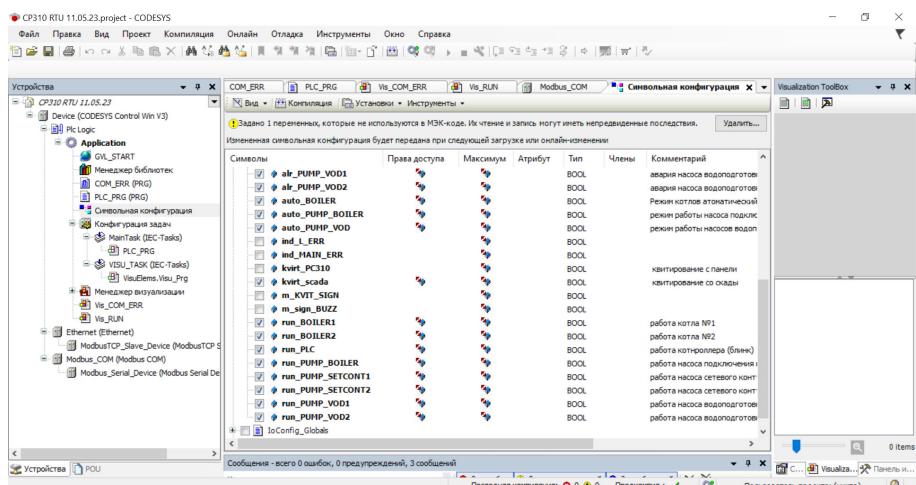 CP310 RTU 11.05.23.project - CODESYS
Файл Правка Вид Проект Компиляция Онлайн Отладка Инструменты Окно Справка
Устройства
CP310 RTU 11.05.23
Device (CODESYS Control Win V3)
Plc Logic
Application
GVL_START
Менеджер библиотек
COM_ERR (PRG)
PLC_PRG (PRG)
Символьная конфигурация
Конфигурация задач
MainTask (IEC-Tasks)
PLC_PRG
VISU_TASK (IEC-Tasks)
VisuElems.Visu_Prg
Менеджер визуализации
Vis_COM_ERR
Vis_RUN
Ethernet (Ethernet)
ModbusTCP_Slave_Device (ModbusTCP S
Modbus_COM (Modbus COM)
Modbus_Serial_Device (Modbus Serial De
Устройства POU
COM_ERR PLC_PRG Vis_COM_ERR Vis_RUN Modbus_COM Символьная конфигурация
Вид Компиляция Установки Инструменты
Задано 1 переменных, которые не используются в МЭК-коде. Их чтение и запись могут иметь непредвиденные последствия. Удалить...
Измененная символьная конфигурация будет передана при следующей загрузке или онлайн-изменении
Символы Права доступа Максимум Атрибут Тип Члены Комментарий
alr_PUMP_VOD1 BOOL авария насоса водоподготов
alr_PUMP_VOD2 BOOL авария насоса водоподготов
auto_BOILER BOOL Режим котлов атоматический
auto_PUMP_BOILER BOOL режим работы насоса подклю
auto_PUMP_VOD BOOL режим работы насосов водоп
ind_L_ERR BOOL
ind_MAIN_ERR BOOL
kvirt_PC310 BOOL квитирование с панели
kvirt_scada BOOL квитирование со скады
m_KVIT_SIGN BOOL
m_sign_BUZZ BOOL
run_BOILER1 BOOL работа котла №1
run_BOILER2 BOOL работа котла №2
run_PLC BOOL работа котнроллера (блинк)
run_PUMP_BOILER BOOL работа насоса подключения
run_PUMP_SETCONT1 BOOL работа насоса сетевого конт
run_PUMP_SETCONT2 BOOL работа насоса сетевого конт
run_PUMP_VOD1 BOOL работа насоса водоподготов
run_PUMP_VOD2 BOOL работа насоса водоподготов
IoConfig_Globals
Сообщения - всего 0 ошибок, 0 предупреждений, 3 сообщений
Visualization ToolBox
0 items
С... Visualiza... Панель и...